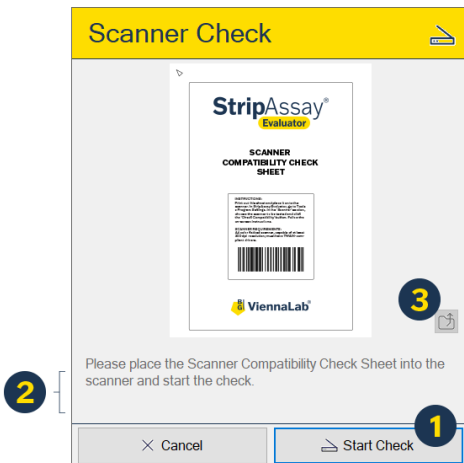 Scanner Check
StripAssay®
Evaluator
SCANNER
COMPATIBILITY CHECK
SHEET
INSTRUCTIONS:
SCANNER REQUIREMENTS:
BG ViennaLab®
3
Please place the Scanner Compatibility Check Sheet into the
scanner and start the check.
2
1
Cancel
Start Check